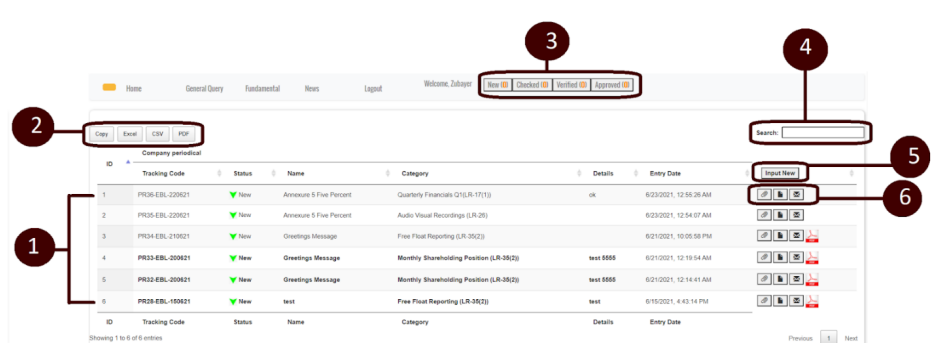 3
4
Home General Query Fundamental News Logout Welcome, Zubayer New (0) Checked (0) Verified (0) Approved (0)
2
Copy Excel CSV PDF
Search:
Company periodical
ID Tracking Code Status Name Category Details Entry Date Input New
5
1 PR36-EBL-220621 New Annexure 5 Five Percent Quarterly Financials Q1(LR-17(1)) ok 6/23/2021, 12:55:26 AM
6
2 PR35-EBL-220621 New Annexure 5 Five Percent Audio Visual Recordings (LR-26) 6/23/2021, 12:54:07 AM
3 PR34-EBL-210621 New Greetings Message Free Float Reporting (LR-35(2)) 6/21/2021, 10:05:58 PM
1
4 PR33-EBL-200621 New Greetings Message Monthly Shareholding Position (LR-35(2)) test 5555 6/21/2021, 12:19:54 AM
5 PR32-EBL-200621 New Greetings Message Monthly Shareholding Position (LR-35(2)) test 5555 6/21/2021, 12:14:41 AM
6 PR28-EBL-150621 New test Free Float Reporting (LR-35(2)) test 6/15/2021, 4:43:14 PM
ID Tracking Code Status Name Category Details Entry Date
Showing 1 to 6 of 6 entries
Previous 1 Next